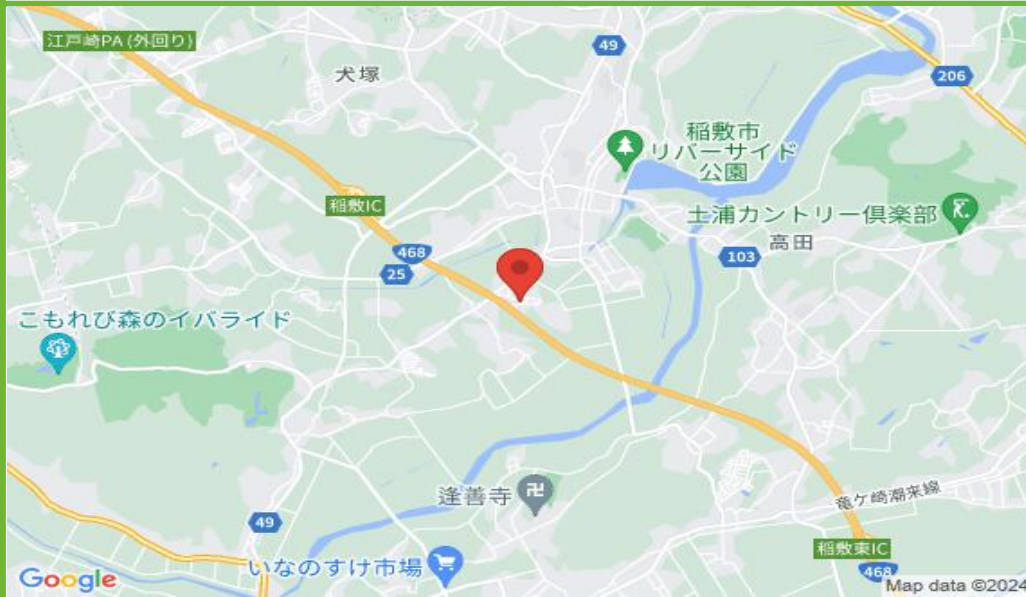 江戸崎PA (外回り)
49
犬塚
206
稲敷市
リバーサイド
公園
稲敷IC
土浦カントリー倶楽部
高田
468
25
103
こもれび森のイバライド
逢善寺
卍
竜ケ崎潮来線
49
稲敷東IC
いなのすけ市場
468
Google
Map data ©2024